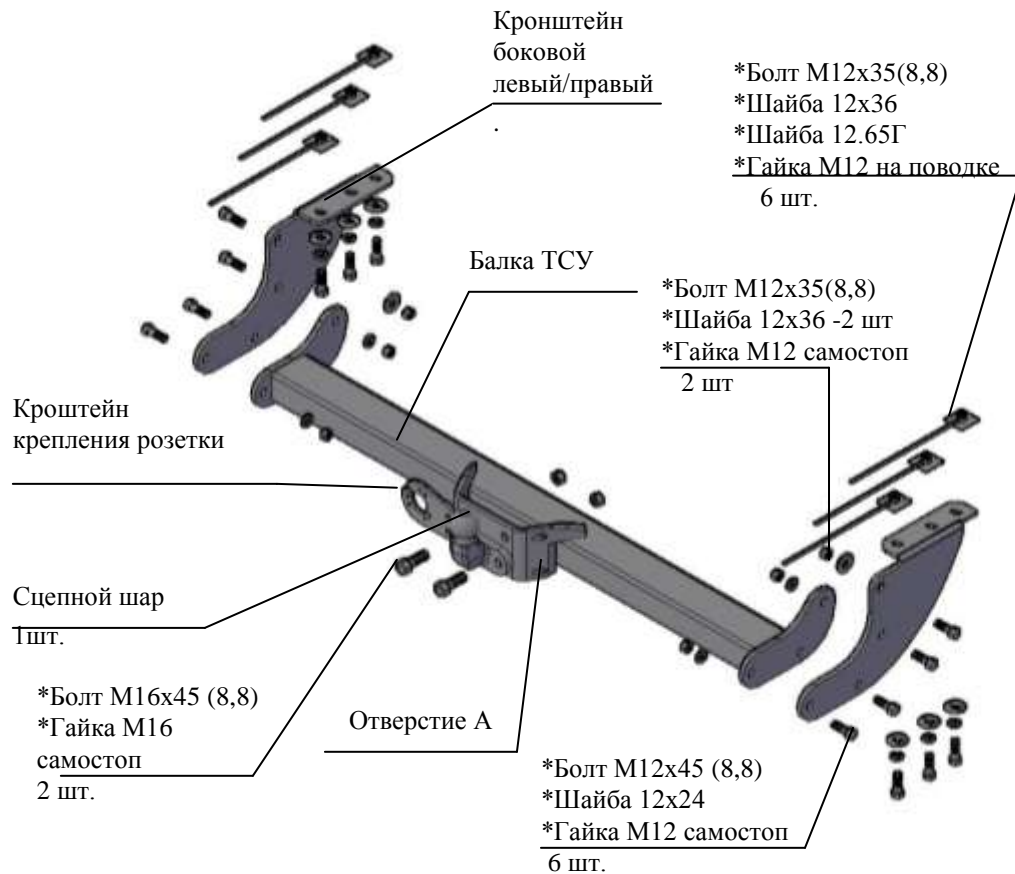 Кронштейн
боковой
левый/правый
.
*Болт М12х35(8,8)
*Шайба 12х36
*Шайба 12.65Г
*Гайка М12 на поводке
6 шт.
Балка ТСУ
*Болт М12х35(8,8)
*Шайба 12х36 -2 шт
*Гайка М12 самостоп
2 шт
Кроштейн
крепления розетки
Сцепной шар
1шт.
*Болт М16х45 (8,8)
*Гайка М16
самостоп
2 шт.
Отверстие А
*Болт М12х45 (8,8)
*Шайба 12х24
*Гайка М12 самостоп
6 шт.